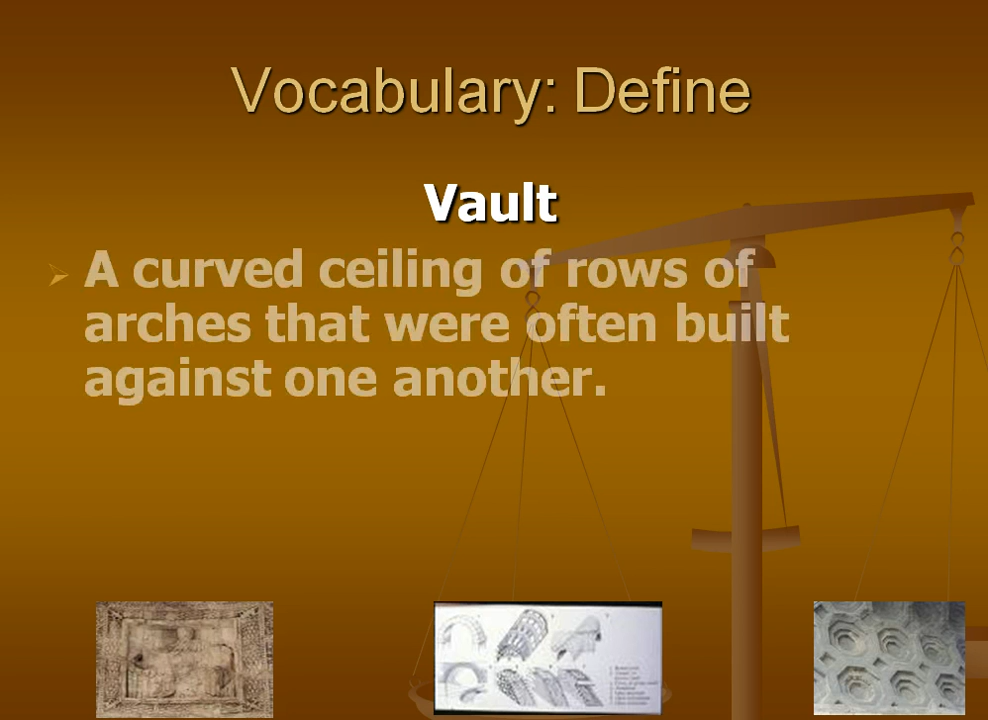 Vocabulary: Define
Vault
A curved ceiling of rows of
arches that were often built
against one another.